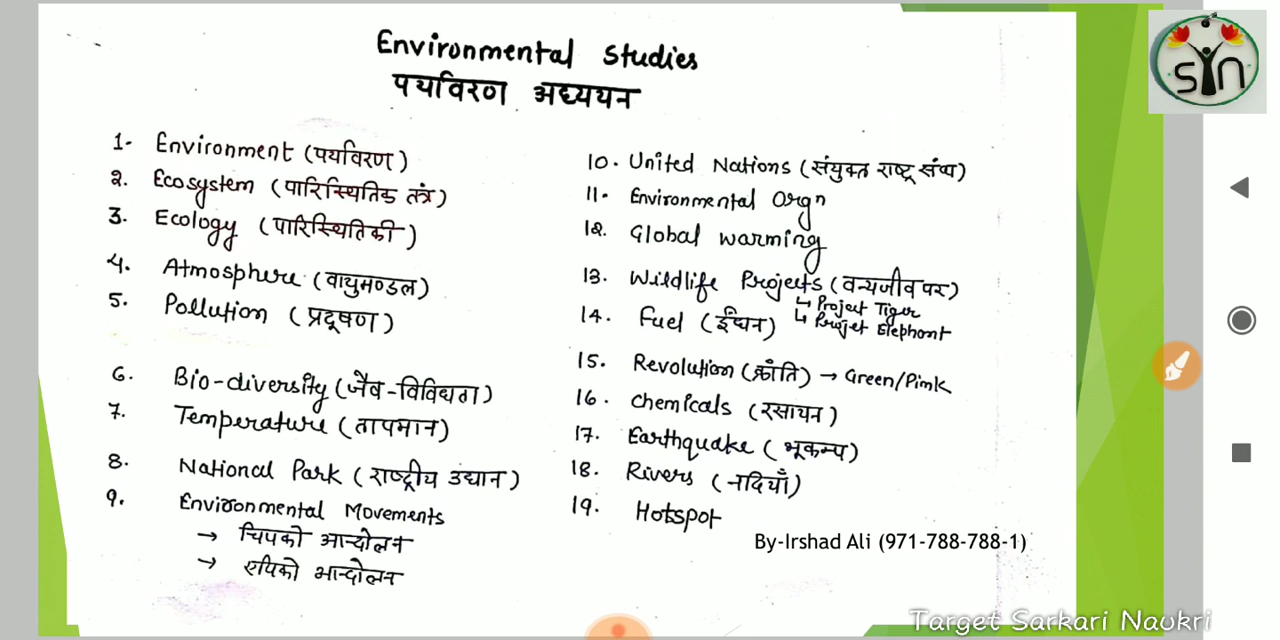 Environmental Studies
पर्यावरण अध्ययन
1- Environment (पर्यावरण)
2. Ecosystem (पारिस्थितिक तंत्र)
3. Ecology (पारिस्थितिकी)
4. Atmosphere (वायुमण्डल)
5. Pollution (प्रदूषण)
6. Bio-diversity (जैव-विविधता)
7. Temperature (तापमान)
8. National Park (राष्ट्रीय उद्यान)
9. Environmental Movements
→ चिपको आन्दोलन
→ एपिको आन्दोलन
10. United Nations (संयुक्त राष्ट्र संघ)
11. Environmental Orgn
12. Global warming
13. Wildlife Projects (वन्यजीव पर)
↳ Project Tiger
↳ Projet Elephont
14. Fuel (ईंधन)
15. Revolution (क्राँति) → Green/Pink
16. Chemicals (रसायन)
17. Earthquake (भूकम्प)
18. Rivers (नदियाँ)
19. Hotspot
By-Irshad Ali (971-788-788-1)
SYN
Target Sarkari Naukri